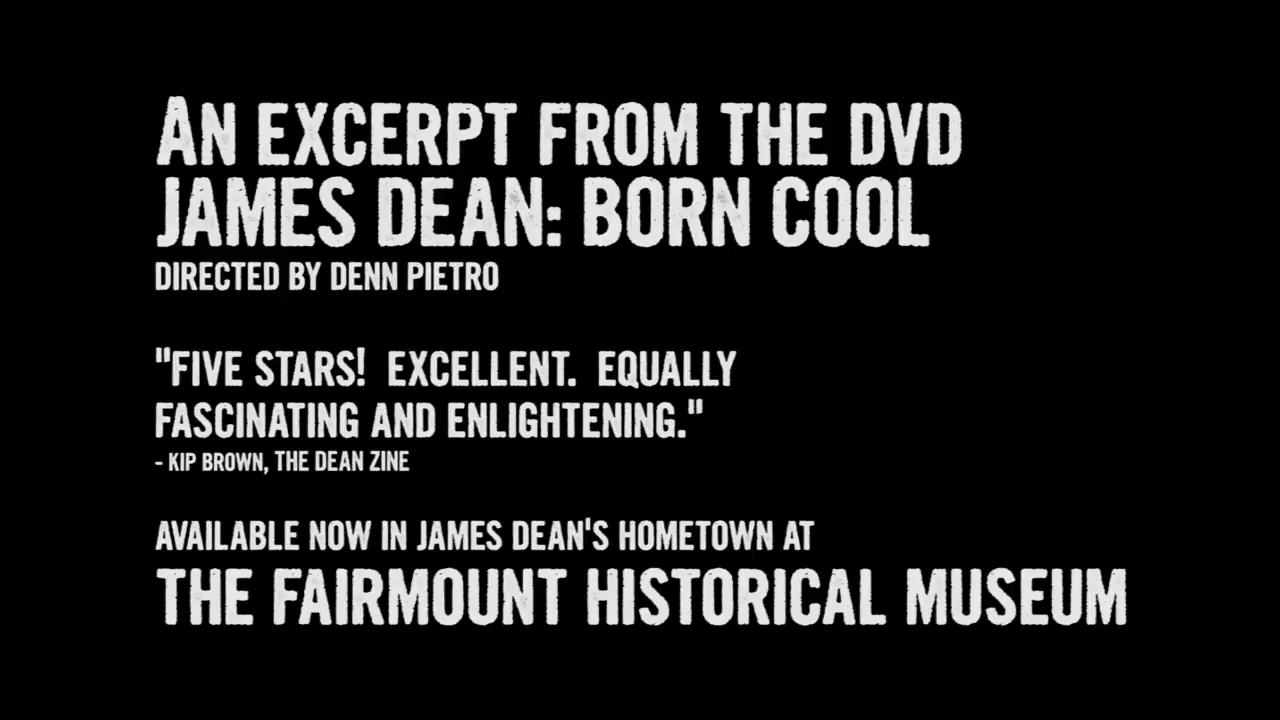 AN EXCERPT FROM THE DVD
JAMES DEAN: BORN COOL
DIRECTED BY DENN PIETRO
"FIVE STARS!  EXCELLENT.  EQUALLY
FASCINATING AND ENLIGHTENING."
- KIP BROWN, THE DEAN ZINE
AVAILABLE NOW IN JAMES DEAN'S HOMETOWN AT
THE FAIRMOUNT HISTORICAL MUSEUM